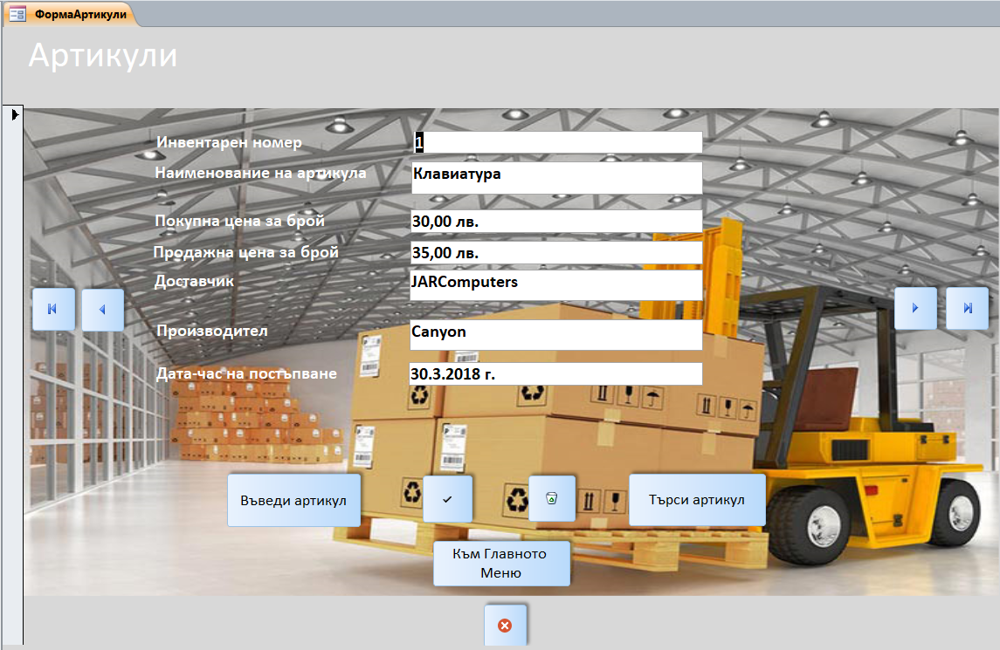 ФормаАртикули
Артикули
Инвентарен номер 1
Наименование на артикула Клавиатура
Покупна цена за брой 30,00 лв.
Продажна цена за брой 35,00 лв.
Доставчик JARComputers
Производител Canyon
Дата-час на постъпване 30.3.2018 г.
Въведи артикул
Търси артикул
Към Главното
Меню